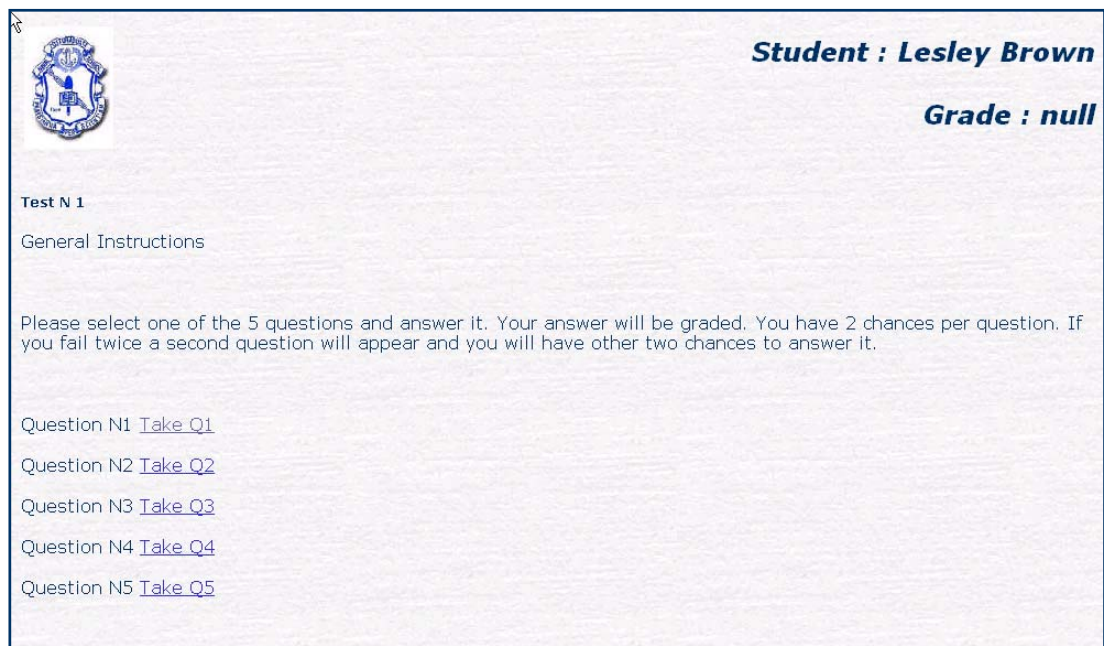 Student : Lesley Brown
Grade : null
Test N 1
General Instructions
Please select one of the 5 questions and answer it. Your answer will be graded. You have 2 chances per question. If
you fail twice a second question will appear and you will have other two chances to answer it.
Question N1 Take Q1
Question N2 Take Q2
Question N3 Take Q3
Question N4 Take Q4
Question N5 Take Q5